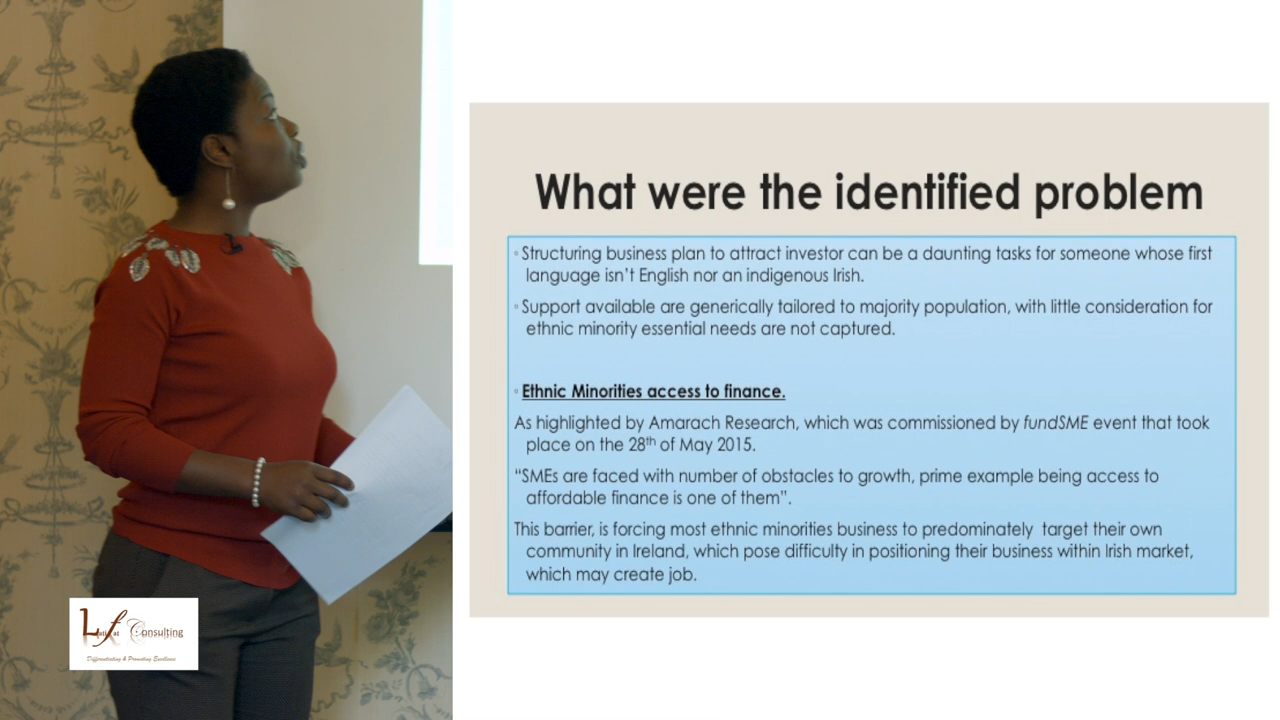 What were the identified problem
◦Structuring business plan to attract investor can be a daunting tasks for someone whose first
language isn't English nor an indigenous Irish.
◦Support available are generically tailored to majority population, with little consideration for
ethnic minority essential needs are not captured.
◦Ethnic Minorities access to finance.
As highlighted by Amarach Research, which was commissioned by fundSME event that took
place on the 28th of May 2015.
“SMEs are faced with number of obstacles to growth, prime example being access to
affordable finance is one of them”.
This barrier, is forcing most ethnic minorities business to predominately target their own
community in Ireland, which pose difficulty in positioning their business within Irish market,
which may create job.
Consulting
Differentiating & Promoting Excellence